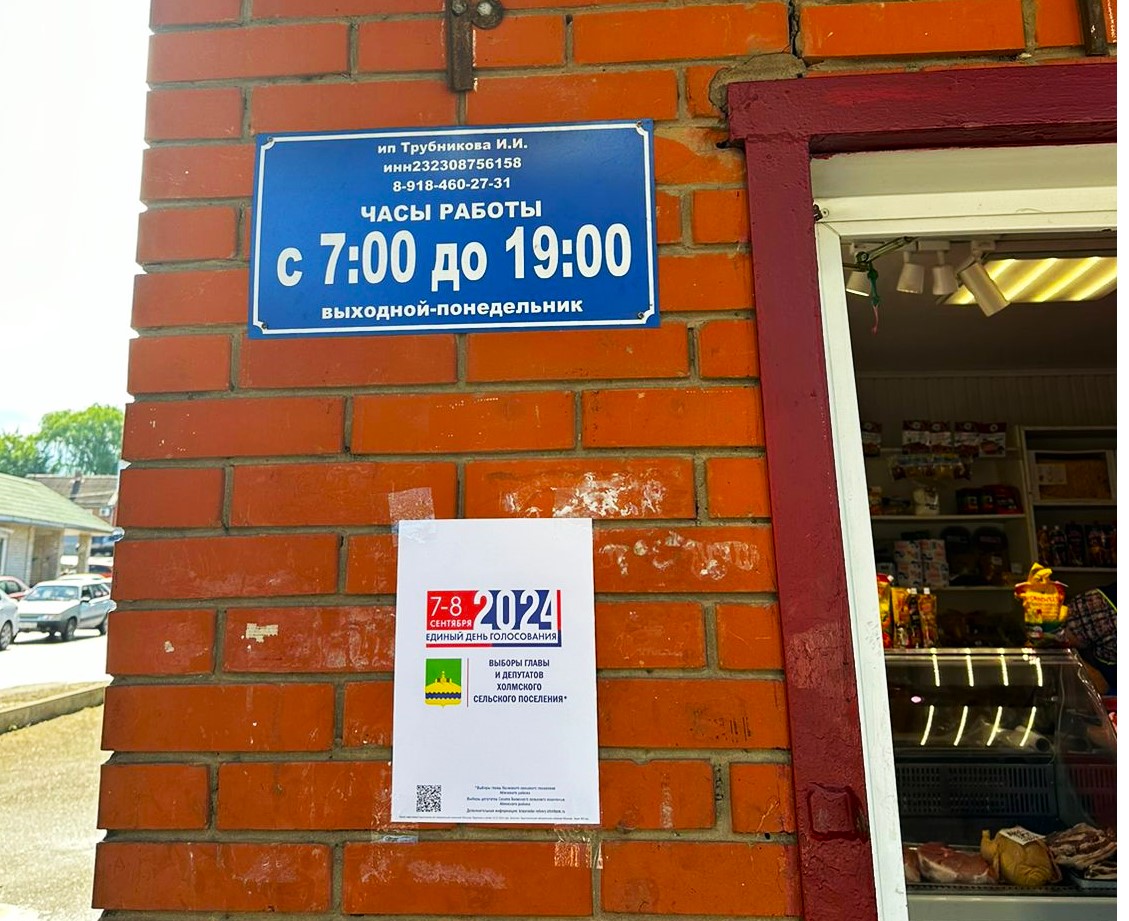 ип Трубникова И.И.
инн232308756158
8-918-460-27-31
ЧАСЫ РАБОТЫ
с 7:00 до 19:00
выходной-понедельник
7-8 2024
СЕНТЯБРЯ
ЕДИНЫЙ ДЕНЬ ГОЛОСОВАНИЯ
ВЫБОРЫ ГЛАВЫ
И ДЕПУТАТОВ
ХОЛМСКОГО
СЕЛЬСКОГО ПОСЕЛЕНИЯ*